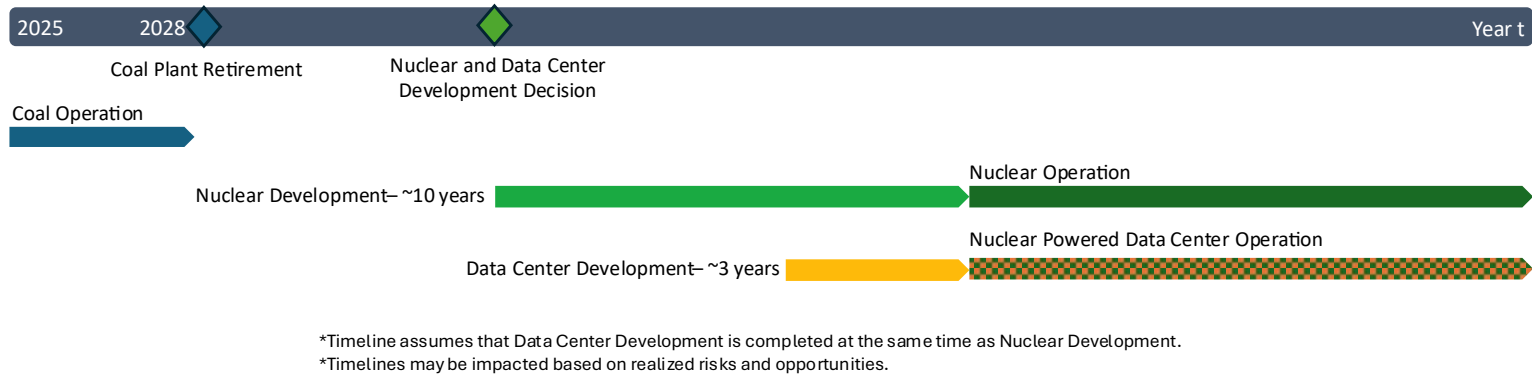 2025
2028
Year t
Coal Plant Retirement
Nuclear and Data Center
Development Decision
Coal Operation
Nuclear Operation
Nuclear Development– ~10 years
Nuclear Powered Data Center Operation
Data Center Development– ~3 years
*Timeline assumes that Data Center Development is completed at the same time as Nuclear Development.
*Timelines may be impacted based on realized risks and opportunities.